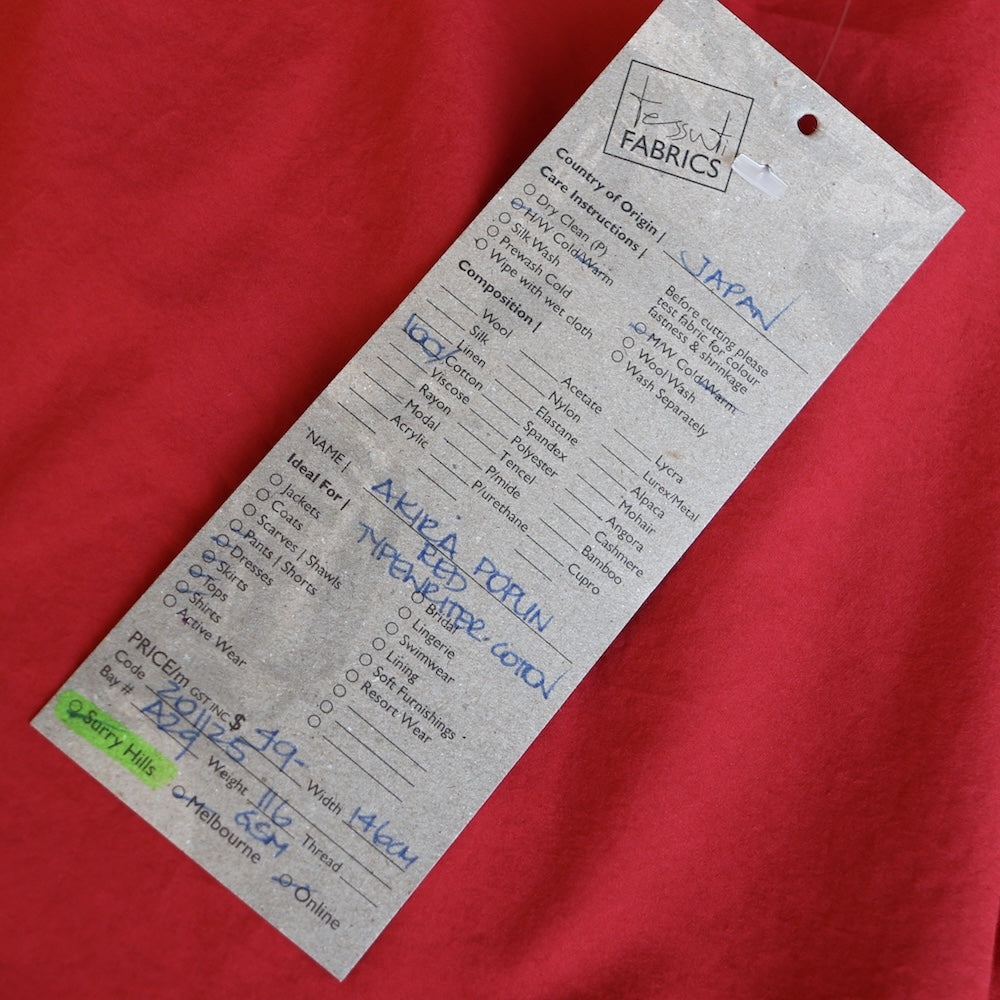 tessuti
FABRICS
Country of Origin | JAPAN
Care Instructions |
Dry Clean (P)
H/W Cold/Warm
Silk Wash
Prewash Cold
Wipe with wet cloth
Before cutting please
test fabric for colour
fastness & shrinkage
M/W Cold/Warm
Wool Wash
Wash Separately
Composition |
Wool
Silk
Linen
100% Cotton
Viscose
Rayon
Modal
Acrylic
Acetate
Nylon
Elastane
Spandex
Polyester
Tencel
P/mide
P/urethane
Lycra
Lurex/Metal
Alpaca
Mohair
Angora
Cashmere
Bamboo
Cupro
NAME | AKIRA POPLIN
RED
TYPEWRITER COTTON
Ideal For |
Jackets
Coats
Scarves | Shawls
Pants | Shorts
Dresses
Skirts
Tops
Shirts
Active Wear
Bridal
Lingerie
Swimwear
Lining
Soft Furnishings
Resort Wear
PRICE/m GST INC $ 49-
Code 201125 Width 146CM
Bay # A29 Weight 116 GSM Thread
Surry Hills
Melbourne
Online